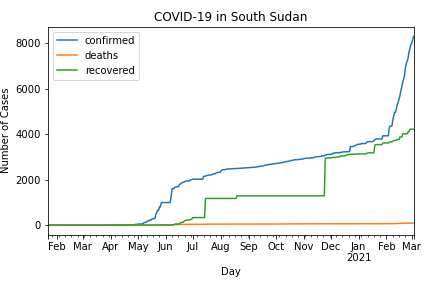 COVID-19 in South Sudan
confirmed
deaths
recovered
Number of Cases
8000
6000
4000
2000
0
Feb Mar Apr May Jun Jul Aug Sep Oct Nov Dec Jan Feb Mar
2021
Day